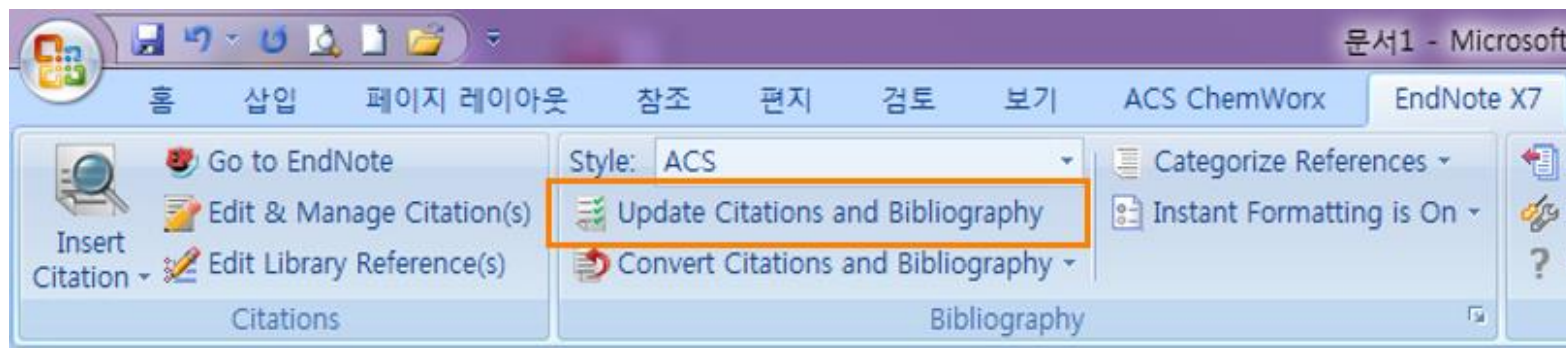 문서1 - Microsoft
홈 삽입 페이지 레이아웃 참조 편지 검토 보기 ACS ChemWorx EndNote X7
Insert Citation
Go to EndNote
Edit & Manage Citation(s)
Edit Library Reference(s)
Citations
Style: ACS
Update Citations and Bibliography
Convert Citations and Bibliography
Categorize References
Instant Formatting is On
Bibliography